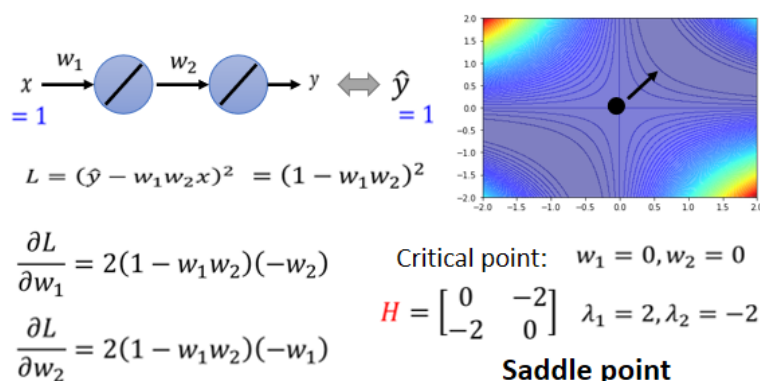 w₁ w₂
x y ⟺ ŷ
= 1 = 1
L = (ŷ − w₁w₂x)² = (1 − w₁w₂)²
∂L/∂w₁ = 2(1 − w₁w₂)(−w₂)
∂L/∂w₂ = 2(1 − w₁w₂)(−w₁)
2.0
1.5
1.0
0.5
0.0
−0.5
−1.0
−1.5
−2.0
−2.0 −1.5 −1.0 −0.5 0.0 0.5 1.0 1.5 2.0
Critical point: w₁ = 0, w₂ = 0
H = [0 −2; −2 0] λ₁ = 2, λ₂ = −2
Saddle point